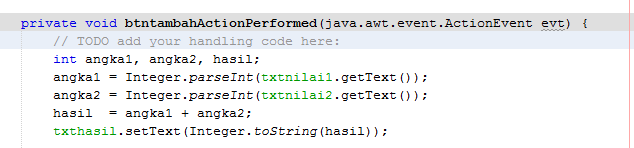 private void btntambahActionPerformed(java.awt.event.ActionEvent evt) {
// TODO add your handling code here:
int angka1, angka2, hasil;
angka1 = Integer.parseInt(txtnilai1.getText());
angka2 = Integer.parseInt(txtnilai2.getText());
hasil  = angka1 + angka2;
txthasil.setText(Integer.toString(hasil));